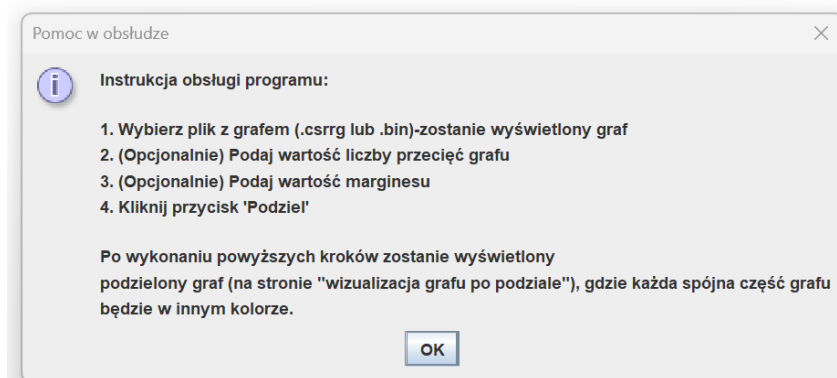 Pomoc w obsłudze
Instrukcja obsługi programu:
1. Wybierz plik z grafem (.csrrg lub .bin)-zostanie wyświetlony graf
2. (Opcjonalnie) Podaj wartość liczby przecięć grafu
3. (Opcjonalnie) Podaj wartość marginesu
4. Kliknij przycisk 'Podziel'
Po wykonaniu powyższych kroków zostanie wyświetlony
podzielony graf (na stronie "wizualizacja grafu po podziale"), gdzie każda spójna część grafu
będzie w innym kolorze.
OK